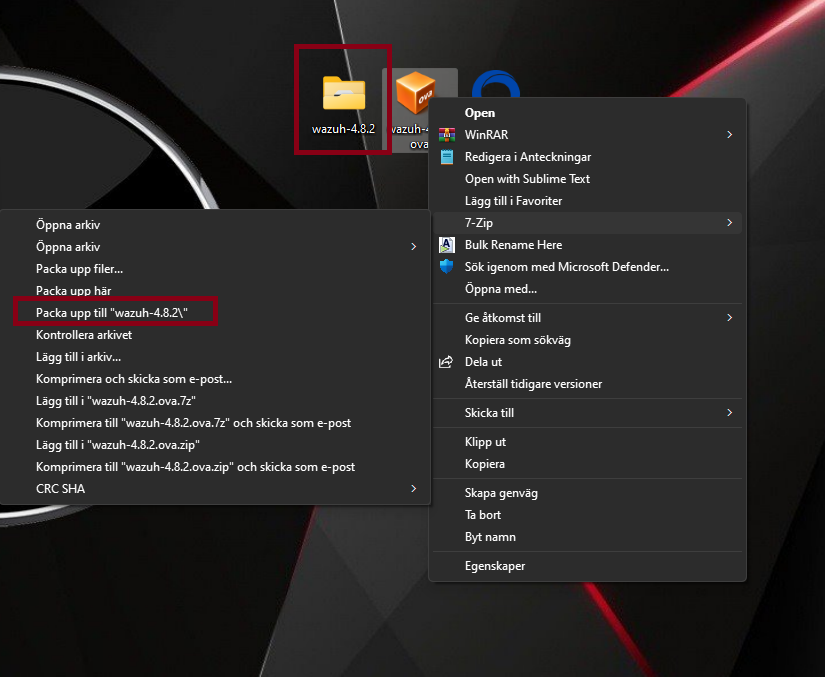 wazuh-4.8.2
wazuh-4
ova
ova
Open
WinRAR
Redigera i Anteckningar
Open with Sublime Text
Lägg till i Favoriter
7-Zip
Bulk Rename Here
Sök igenom med Microsoft Defender...
Öppna med...
Ge åtkomst till
Kopiera som sökväg
Dela ut
Återställ tidigare versioner
Skicka till
Klipp ut
Kopiera
Skapa genväg
Ta bort
Byt namn
Egenskaper
Öppna arkiv
Öppna arkiv
Packa upp filer...
Packa upp här
Packa upp till "wazuh-4.8.2\"
Kontrollera arkivet
Lägg till i arkiv...
Komprimera och skicka som e-post...
Lägg till i "wazuh-4.8.2.ova.7z"
Komprimera till "wazuh-4.8.2.ova.7z" och skicka som e-post
Lägg till i "wazuh-4.8.2.ova.zip"
Komprimera till "wazuh-4.8.2.ova.zip" och skicka som e-post
CRC SHA